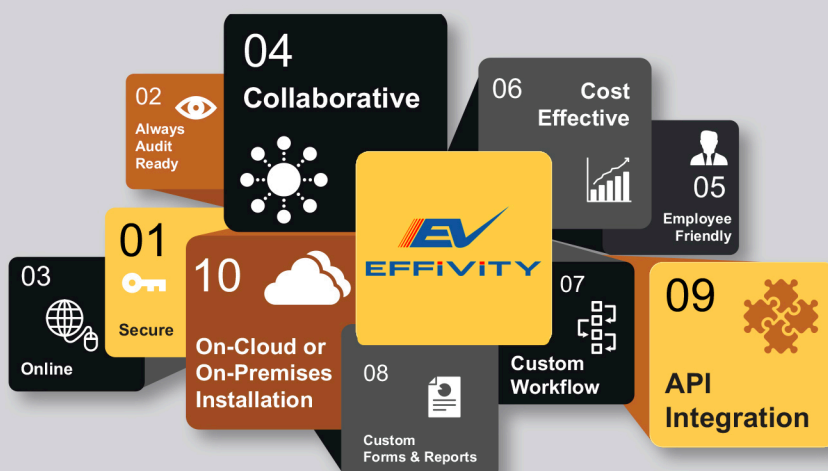 04
Collaborative
02
Always
Audit
Ready
06
Cost
Effective
05
Employee
Friendly
01
Secure
03
Online
10
On-Cloud or
On-Premises
Installation
EV
EFFiViTY
07
Custom
Workflow
08
Custom
Forms & Reports
09
API
Integration